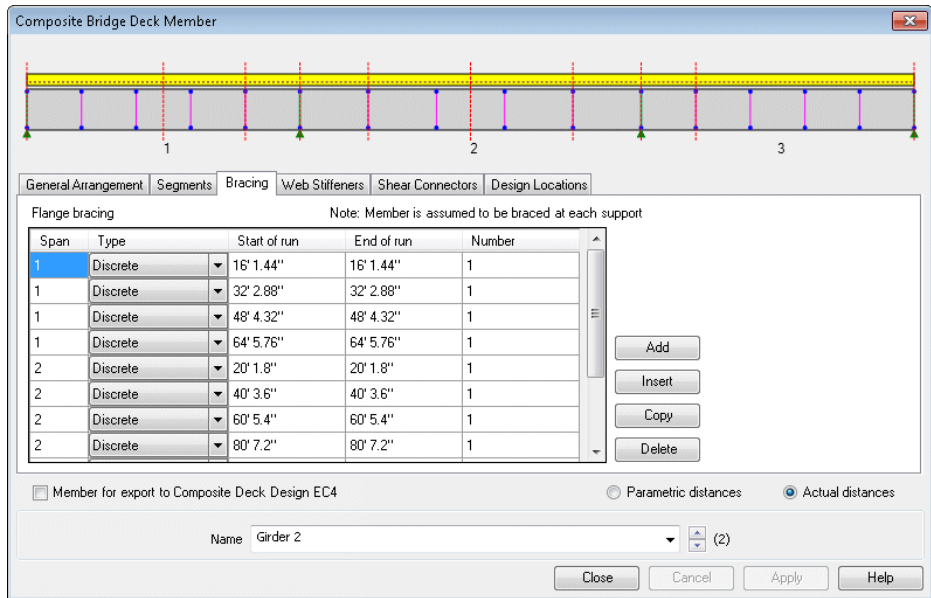 Composite Bridge Deck Member
1 2 3
General Arrangement Segments Bracing Web Stiffeners Shear Connectors Design Locations
Flange bracing Note: Member is assumed to be braced at each support
Span Type Start of run End of run Number
1 Discrete 16' 1.44'' 16' 1.44'' 1
1 Discrete 32' 2.88'' 32' 2.88'' 1
1 Discrete 48' 4.32'' 48' 4.32'' 1
1 Discrete 64' 5.76'' 64' 5.76'' 1
2 Discrete 20' 1.8'' 20' 1.8'' 1
2 Discrete 40' 3.6'' 40' 3.6'' 1
2 Discrete 60' 5.4'' 60' 5.4'' 1
2 Discrete 80' 7.2'' 80' 7.2'' 1
Add
Insert
Copy
Delete
Member for export to Composite Deck Design EC4 Parametric distances Actual distances
Name Girder 2 (2)
Close Cancel Apply Help